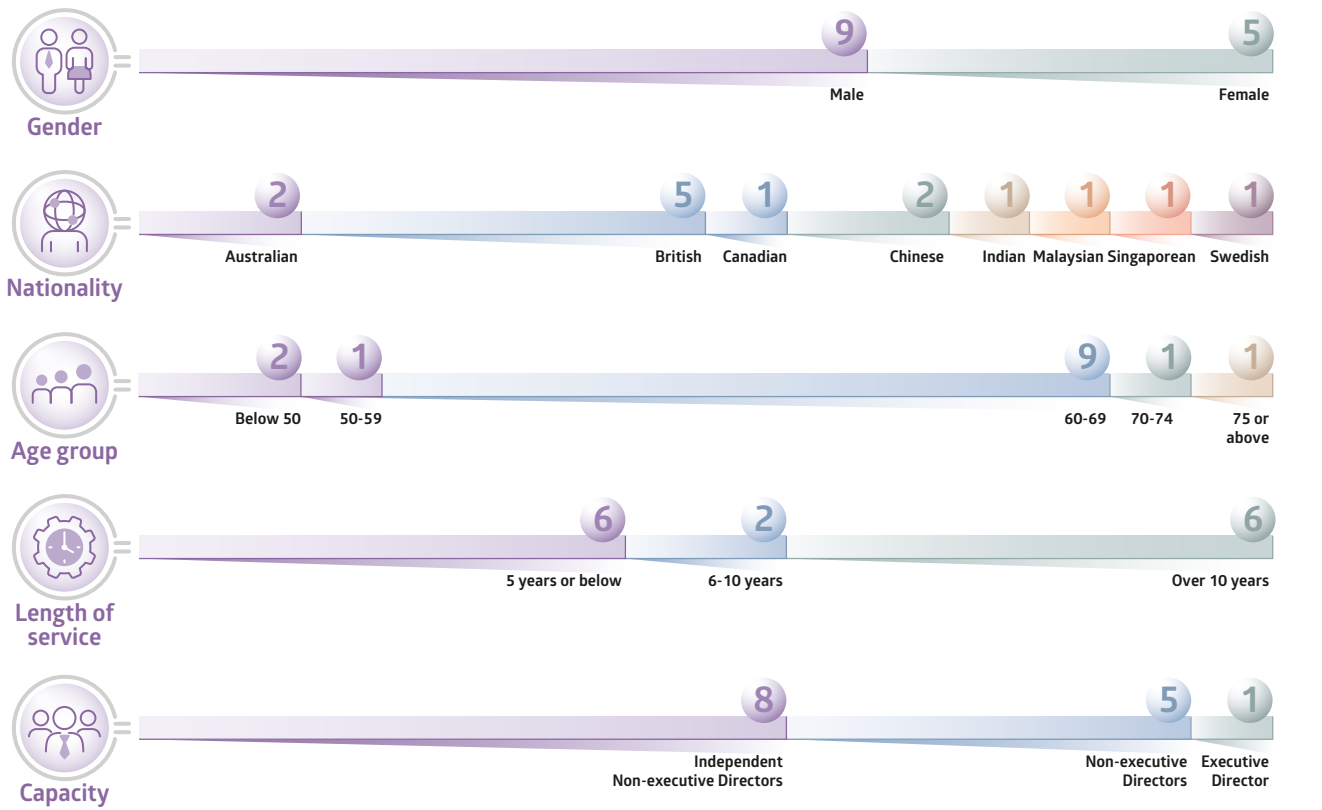 9 5
Male Female
Gender
2 5 1 2 1 1 1 1
Australian British Canadian Chinese Indian Malaysian Singaporean Swedish
Nationality
2 1 9 1 1
Below 50 50-59 60-69 70-74 75 or
above
Age group
6 2 6
5 years or below 6-10 years Over 10 years
Length of
service
8 5 1
Independent Non-executive Executive
Non-executive Directors Directors Director
Capacity